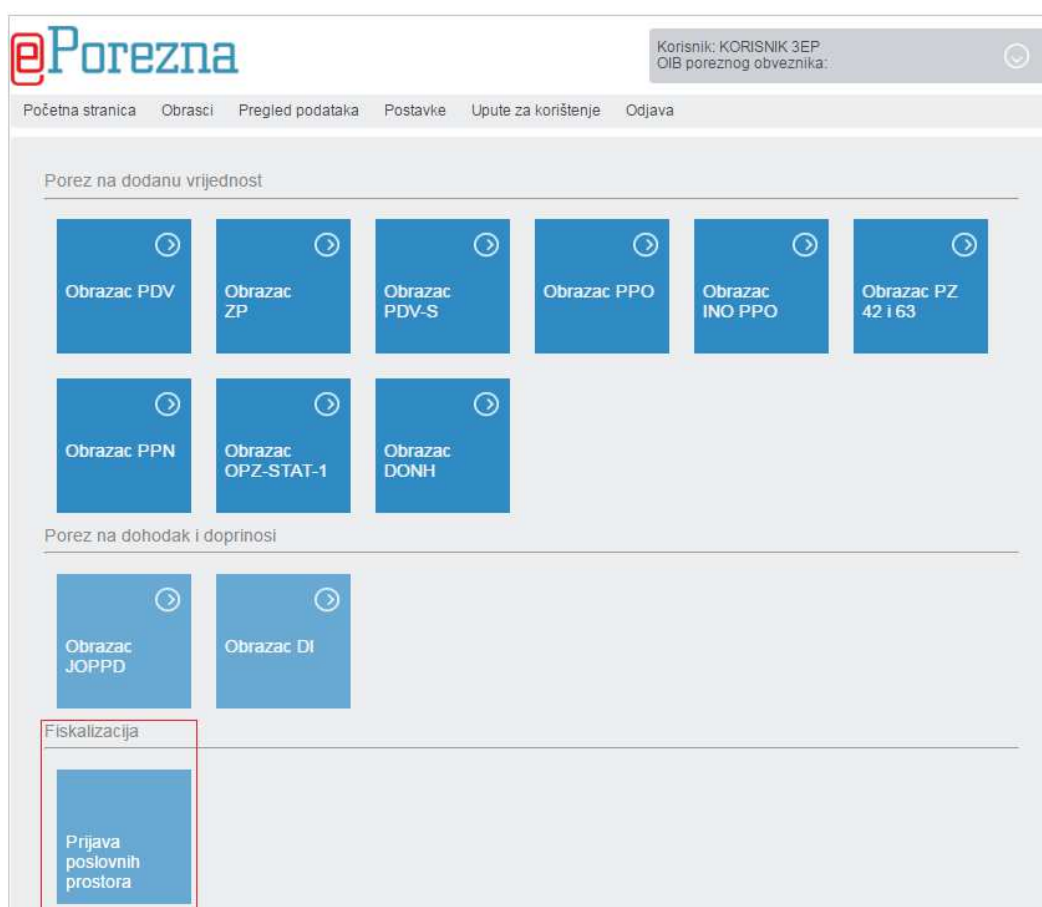 ePorezna
Korisnik: KORISNIK 3EP
OIB poreznog obveznika:
Početna stranica Obrasci Pregled podataka Postavke Upute za korištenje Odjava
Porez na dodanu vrijednost
Obrazac PDV
Obrazac
ZP
Obrazac
PDV-S
Obrazac PPO
Obrazac
INO PPO
Obrazac PZ
42 i 63
Obrazac PPN
Obrazac
OPZ-STAT-1
Obrazac
DONH
Porez na dohodak i doprinosi
Obrazac
JOPPD
Obrazac DI
Fiskalizacija
Prijava
poslovnih
prostora